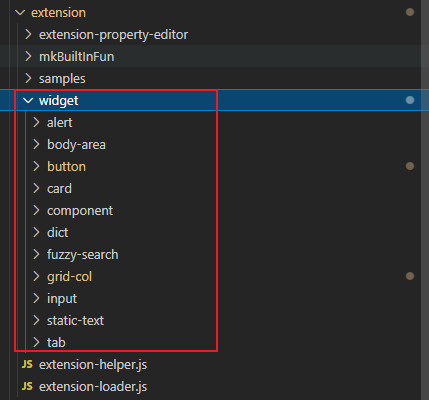 extension
extension-property-editor
mkBuiltInFun
samples
widget
alert
body-area
button
card
component
dict
fuzzy-search
grid-col
input
static-text
tab
JS extension-helper.js
JS extension-loader.js